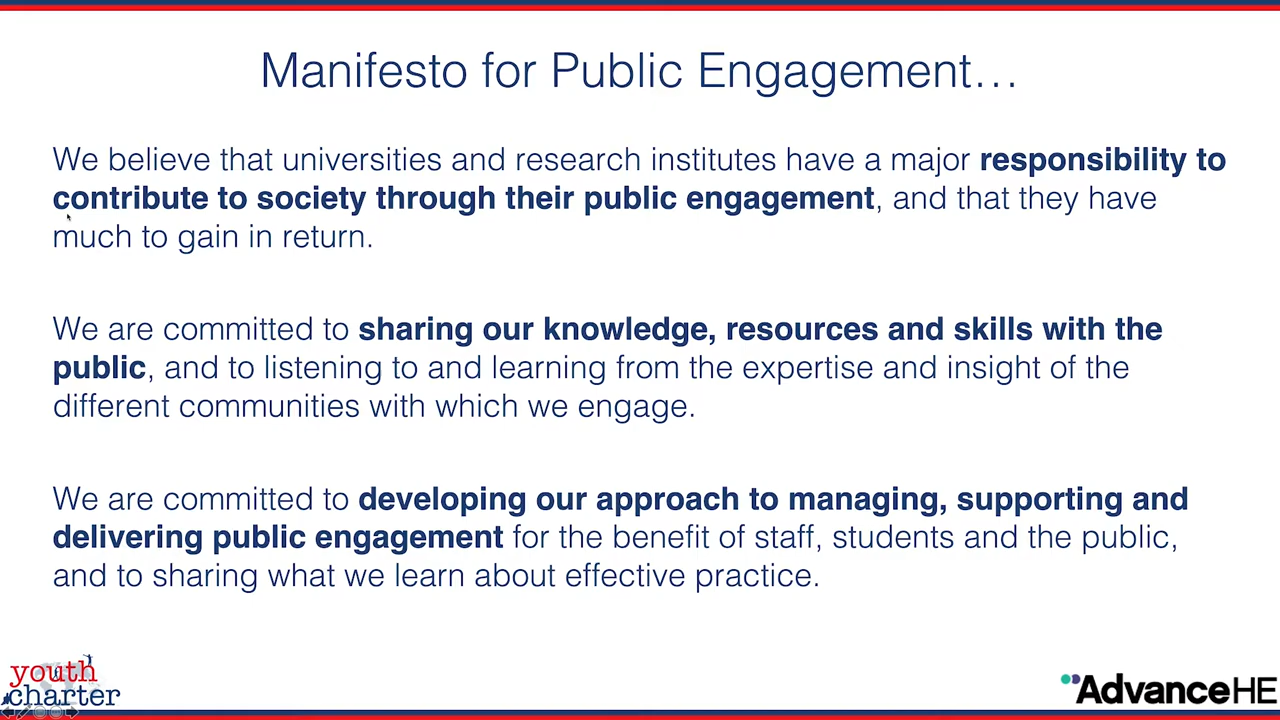 Manifesto for Public Engagement…
We believe that universities and research institutes have a major responsibility to
contribute to society through their public engagement, and that they have
much to gain in return.
We are committed to sharing our knowledge, resources and skills with the
public, and to listening to and learning from the expertise and insight of the
different communities with which we engage.
We are committed to developing our approach to managing, supporting and
delivering public engagement for the benefit of staff, students and the public,
and to sharing what we learn about effective practice.
youth
charter
AdvanceHE